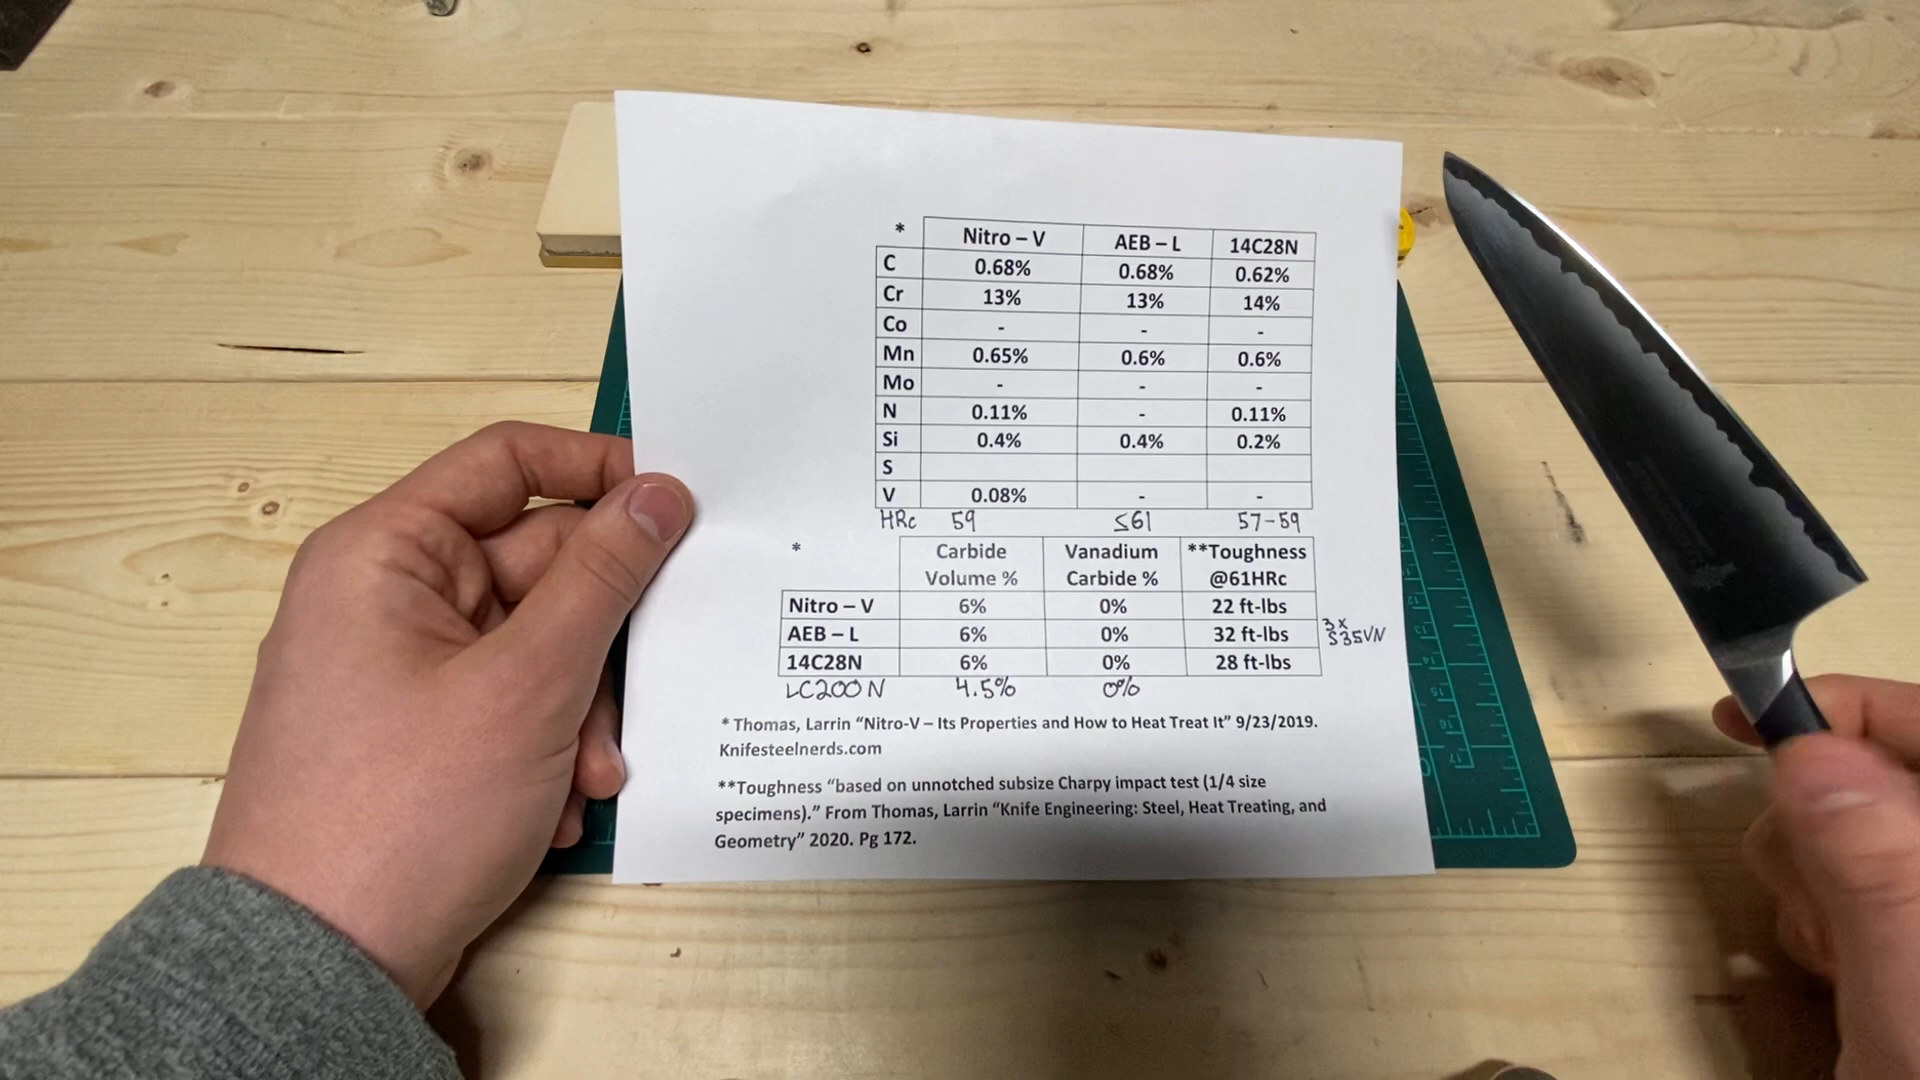 * Nitro – V AEB – L 14C28N
C 0.68% 0.68% 0.62%
Cr 13% 13% 14%
Co - - -
Mn 0.65% 0.6% 0.6%
Mo - - -
N 0.11% - 0.11%
Si 0.4% 0.4% 0.2%
S
V 0.08% - -
HRc 59 ≤61 57-59
* Carbide Vanadium **Toughness
Volume % Carbide % @61HRc
Nitro – V 6% 0% 22 ft-lbs
AEB – L 6% 0% 32 ft-lbs 3x S35VN
14C28N 6% 0% 28 ft-lbs
LC200N 4.5% 0%
* Thomas, Larrin “Nitro-V – Its Properties and How to Heat Treat It” 9/23/2019.
Knifesteelnerds.com
**Toughness “based on unnotched subsize Charpy impact test (1/4 size
specimens).” From Thomas, Larrin “Knife Engineering: Steel, Heat Treating, and
Geometry” 2020. Pg 172.